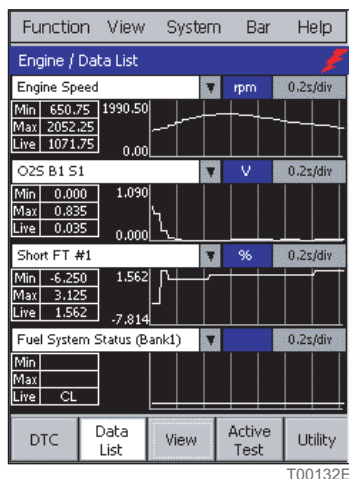 Function View System Bar Help
Engine / Data List
Engine Speed rpm 0.2s/div
Min 650.75 1990.50
Max 2052.25
Live 1071.75 0.00
O2S B1 S1 V 0.2s/div
Min 0.000 1.090
Max 0.835
Live 0.035 0.000
Short FT #1 % 0.2s/div
Min -6.250 1.562
Max 3.125
Live 1.562 -7.814
Fuel System Status (Bank1) 0.2s/div
Min
Max
Live CL
DTC Data List View Active Test Utility
T00132E